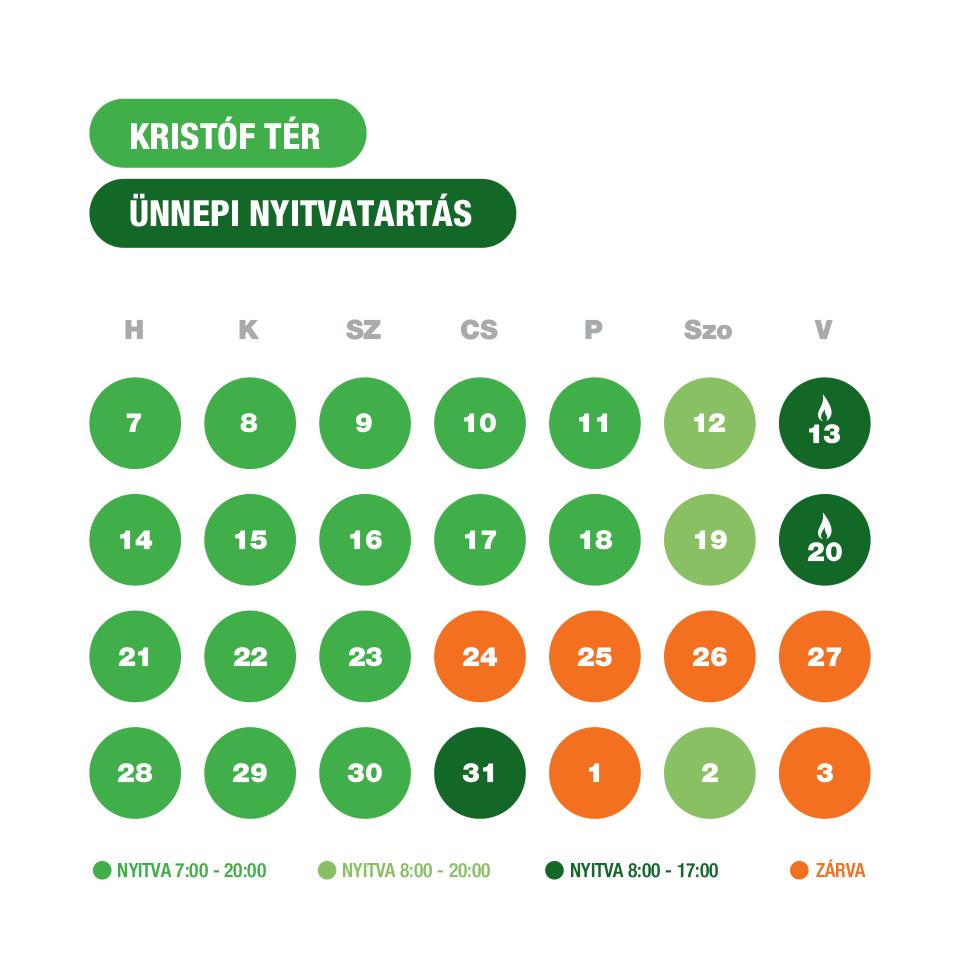 KRISTÓF TÉR
ÜNNEPI NYITVATARTÁS
H K SZ CS P Szo V
7 8 9 10 11 12 13
14 15 16 17 18 19 20
21 22 23 24 25 26 27
28 29 30 31 1 2 3
NYITVA 7:00 - 20:00 NYITVA 8:00 - 20:00 NYITVA 8:00 - 17:00 ZÁRVA